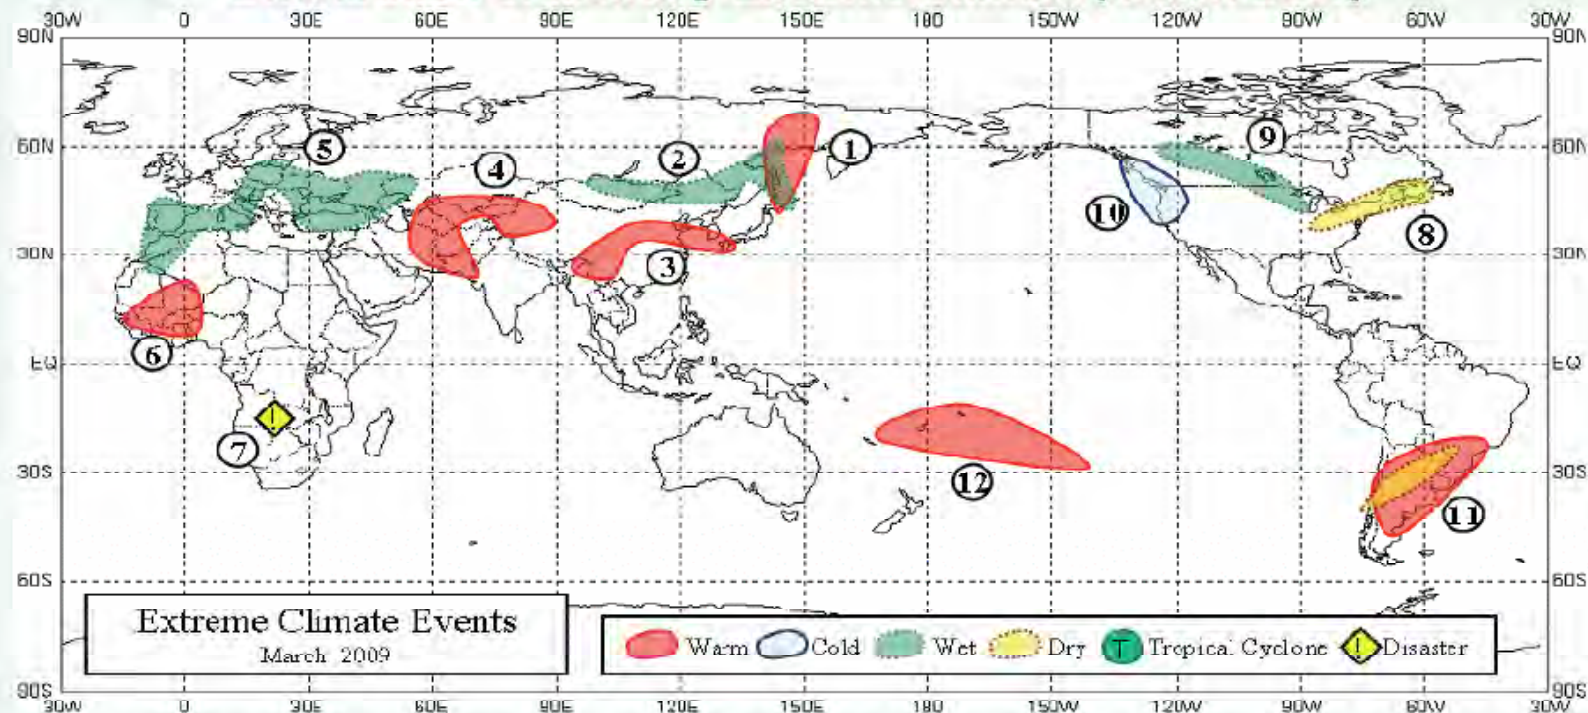 30W 0 30E 60E 90E 120E 150E 180 150W 120W 90W 60W 30W
90N 90N
60N 60N
30N 30N
EQ EQ
30S 30S
60S 60S
90S 90S
5
4
2
1
9
10
8
3
6
7
12
11
Extreme Climate Events
March 2009
Warm Cold Wet Dry T Tropical Cyclone ! Disaster
!
30W 0 30E 60E 90E 120E 150E 180 150W 120W 90W 60W 30W